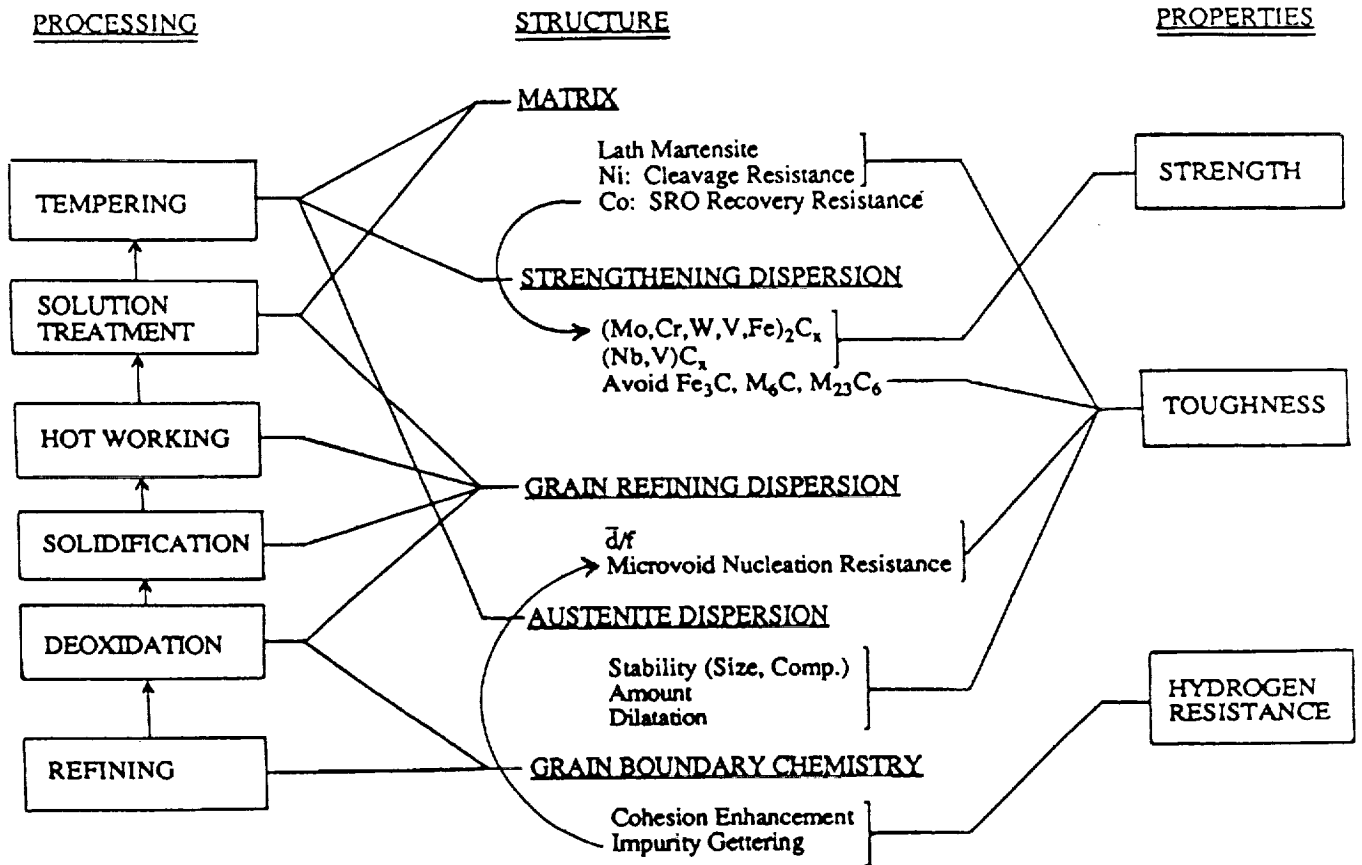 PROCESSING
STRUCTURE
PROPERTIES
TEMPERING
SOLUTION
TREATMENT
HOT WORKING
SOLIDIFICATION
DEOXIDATION
REFINING
MATRIX
Lath Martensite
Ni: Cleavage Resistance
Co: SRO Recovery Resistance
STRENGTHENING DISPERSION
(Mo,Cr,W,V,Fe)₂Cₓ
(Nb,V)Cₓ
Avoid Fe₃C, M₆C, M₂₃C₆
GRAIN REFINING DISPERSION
d̅/f
Microvoid Nucleation Resistance
AUSTENITE DISPERSION
Stability (Size, Comp.)
Amount
Dilatation
GRAIN BOUNDARY CHEMISTRY
Cohesion Enhancement
Impurity Gettering
STRENGTH
TOUGHNESS
HYDROGEN
RESISTANCE